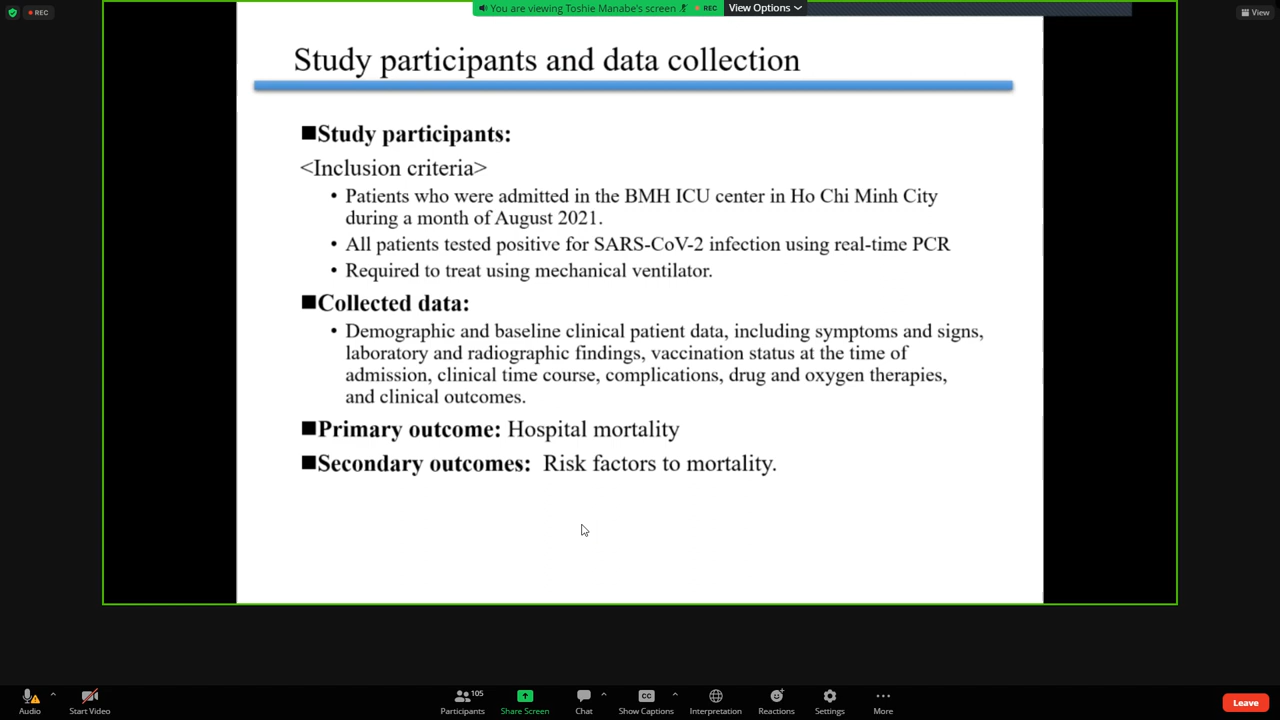 REC
You are viewing Toshie Manabe's screen
REC
View Options
View
Study participants and data collection
■Study participants:
<Inclusion criteria>
• Patients who were admitted in the BMH ICU center in Ho Chi Minh City
during a month of August 2021.
• All patients tested positive for SARS-CoV-2 infection using real-time PCR
• Required to treat using mechanical ventilator.
■Collected data:
• Demographic and baseline clinical patient data, including symptoms and signs,
laboratory and radiographic findings, vaccination status at the time of
admission, clinical time course, complications, drug and oxygen therapies,
and clinical outcomes.
■Primary outcome: Hospital mortality
■Secondary outcomes: Risk factors to mortality.
Audio
Start Video
Participants 105
Share Screen
Chat
CC
Show Captions
Interpretation
Reactions
Settings
More
Leave